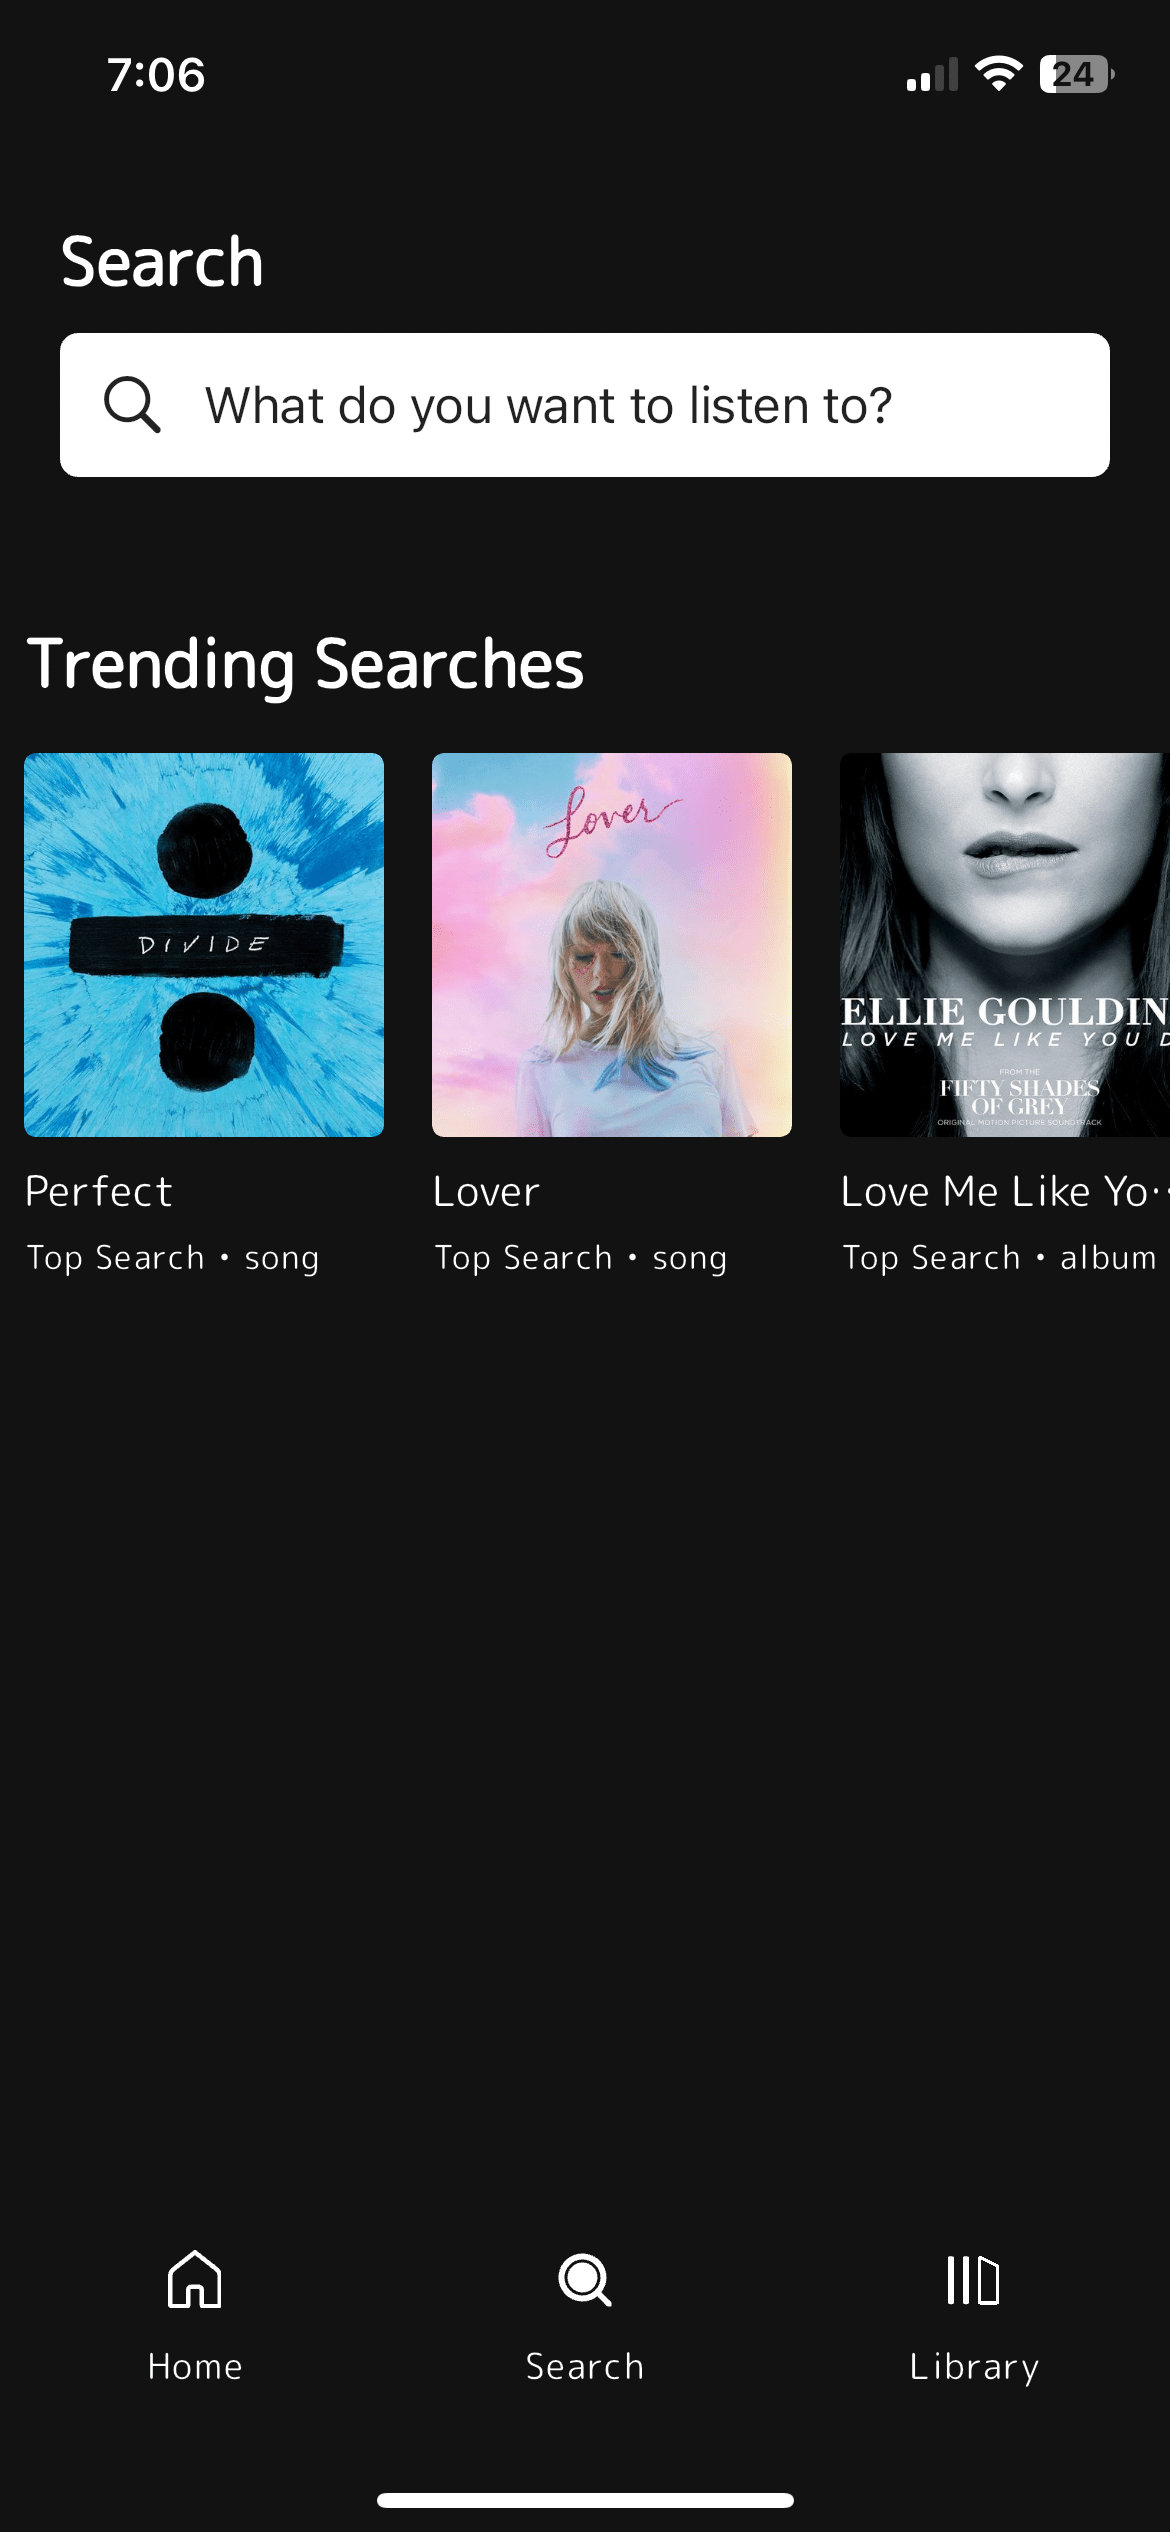 7:06
24
Search
What do you want to listen to?
Trending Searches
DIVIDE
Lover
ELLIE GOULDIN
LOVE ME LIKE YOU D
FROM THE
FIFTY SHADES
OF GREY
ORIGINAL MOTION PICTURE SOUNDTRACK
Perfect
Lover
Love Me Like Yo··
Top Search • song
Top Search • song
Top Search • album
Home
Search
Library